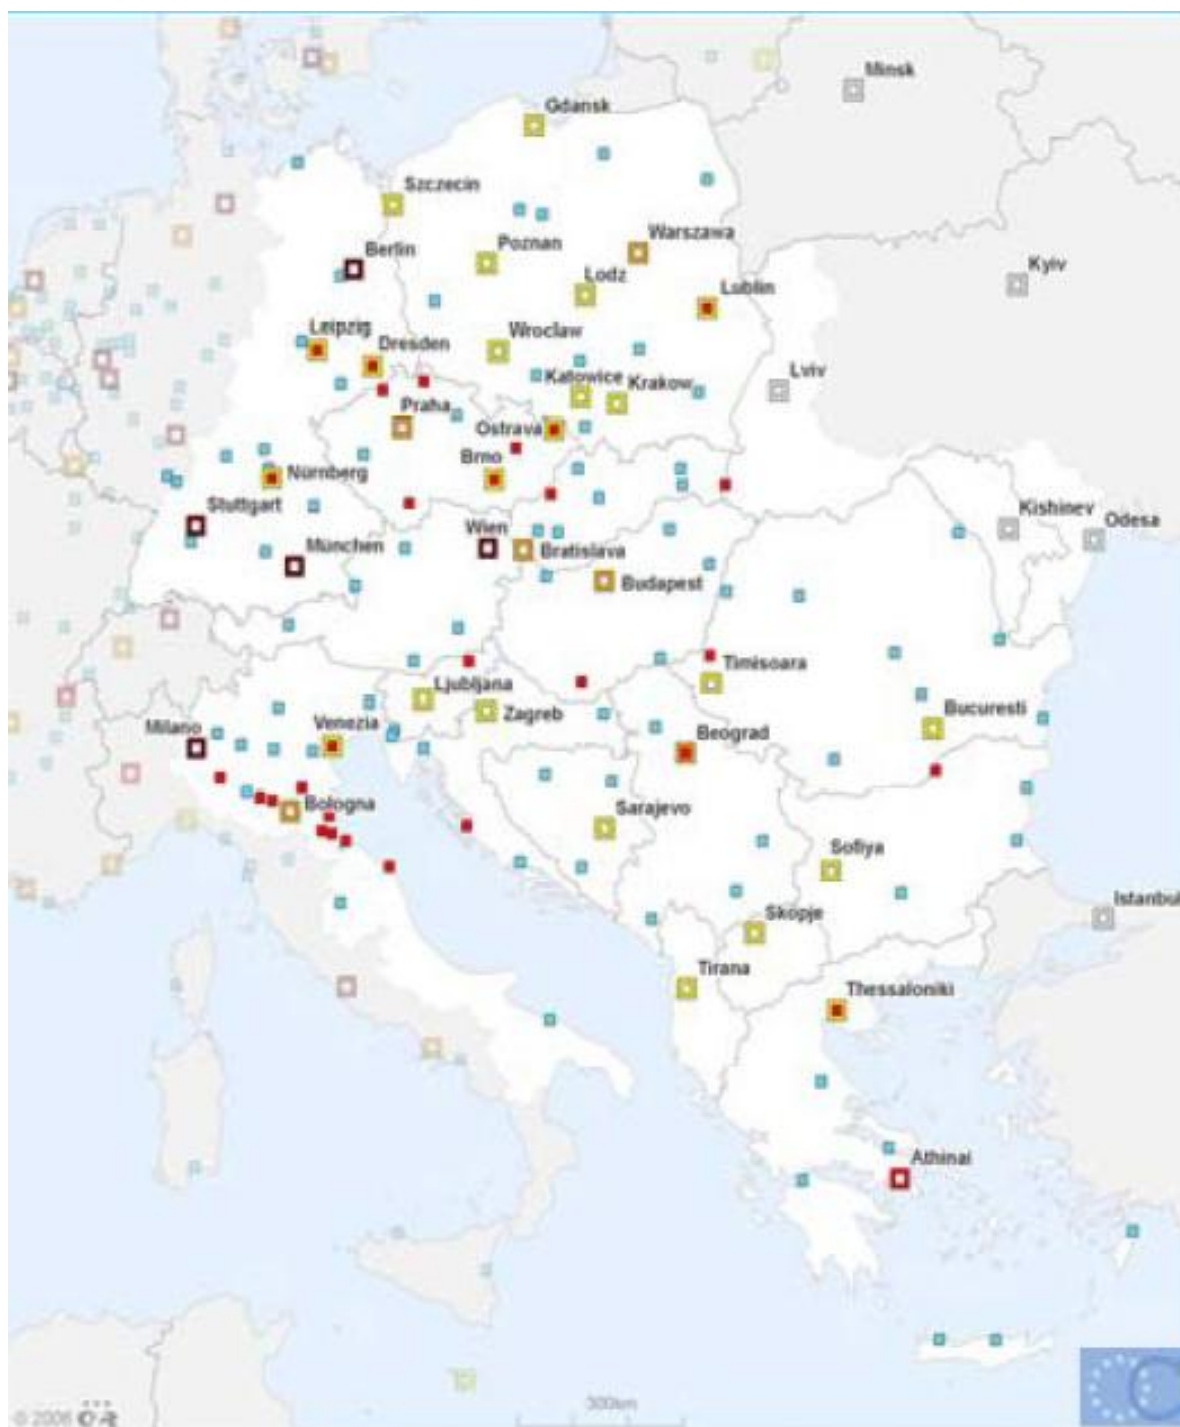 Minsk
Gdansk
Szczecin
Warszawa
Berlin
Poznan
Kyiv
Lodz
Lublin
Leipzig
Wroclaw
Dresden
Katowice
Krakow
Lviv
Praha
Ostrava
Brno
Nürnberg
Stuttgart
Kishinev
Odesa
Wien
München
Bratislava
Budapest
Timisoara
Ljubljana
Zagreb
Bucuresti
Milano
Venezia
Beograd
Bologna
Sarajevo
Sofiya
Istanbul
Skopje
Tirana
Thessaloniki
Athinai
300km
© 2006